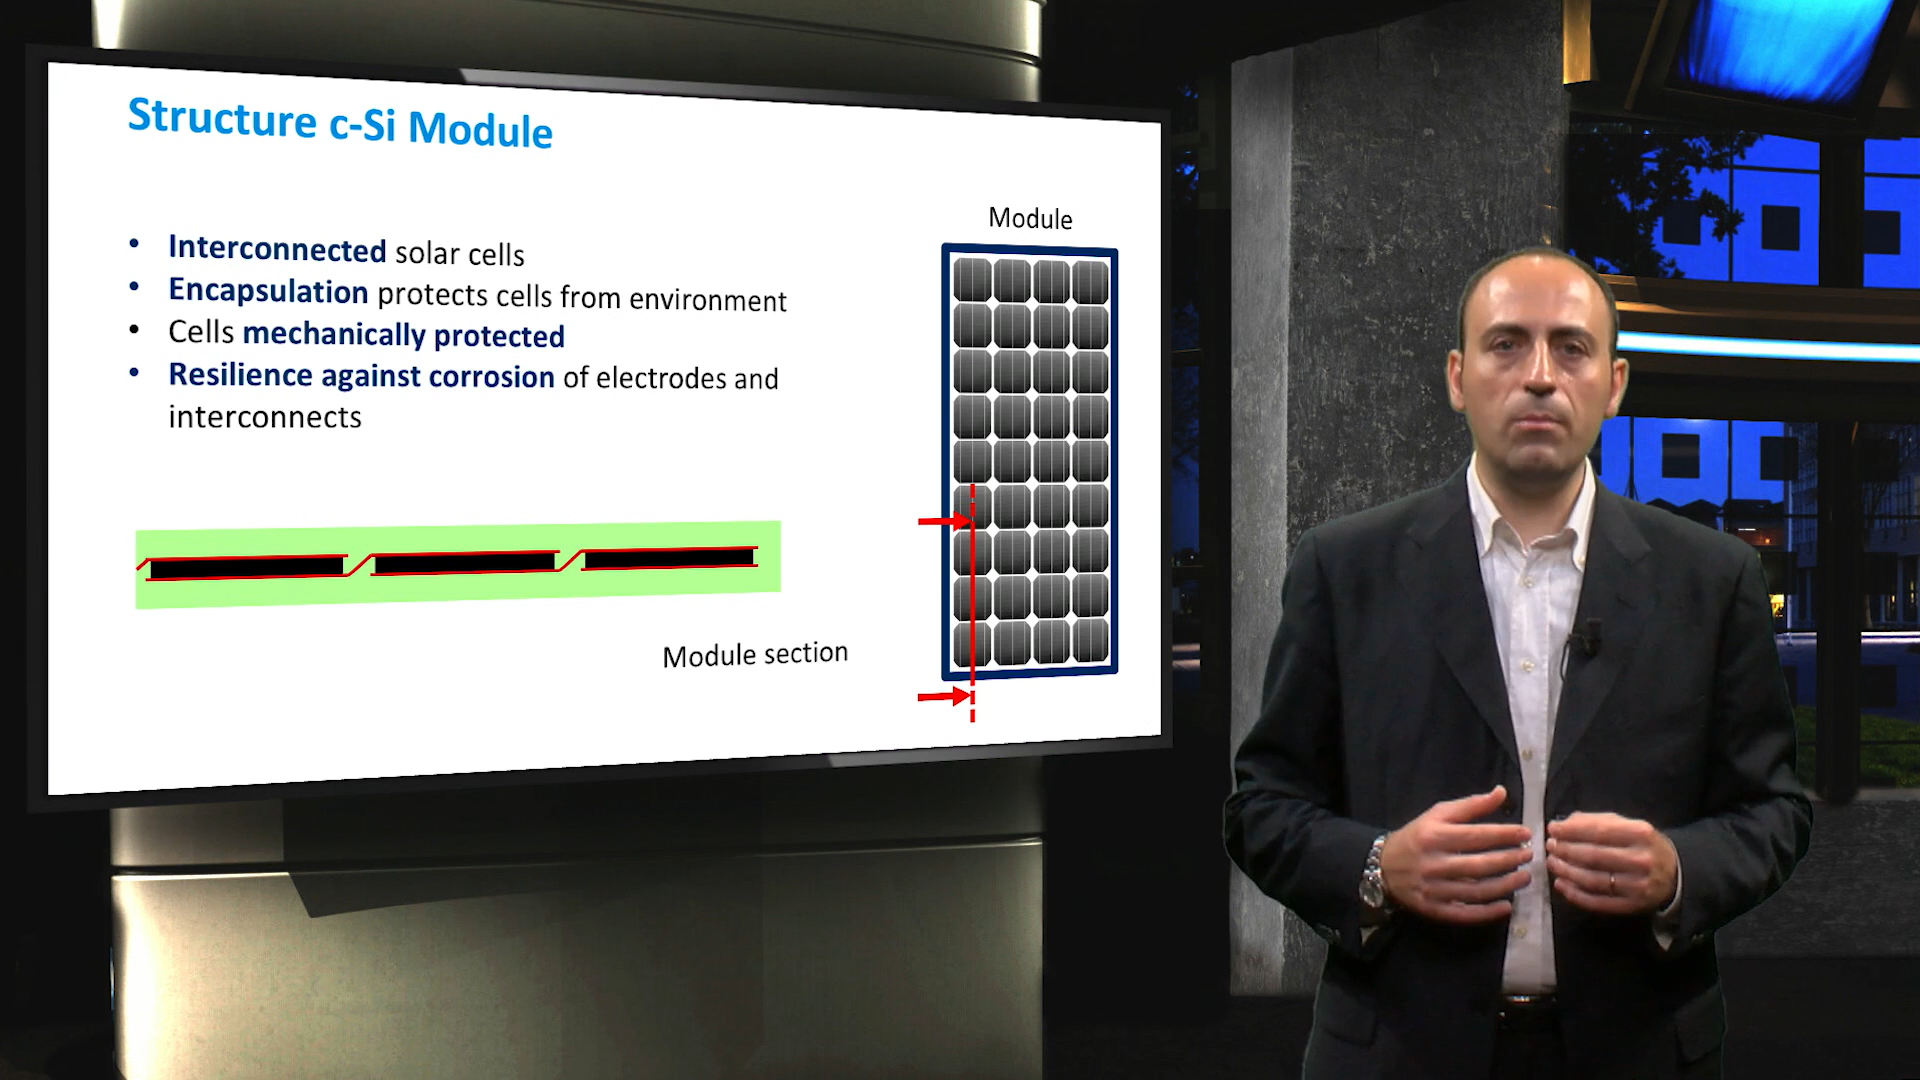 Structure c-Si Module
• Interconnected solar cells
• Encapsulation protects cells from environment
• Cells mechanically protected
• Resilience against corrosion of electrodes and
interconnects
Module
Module section